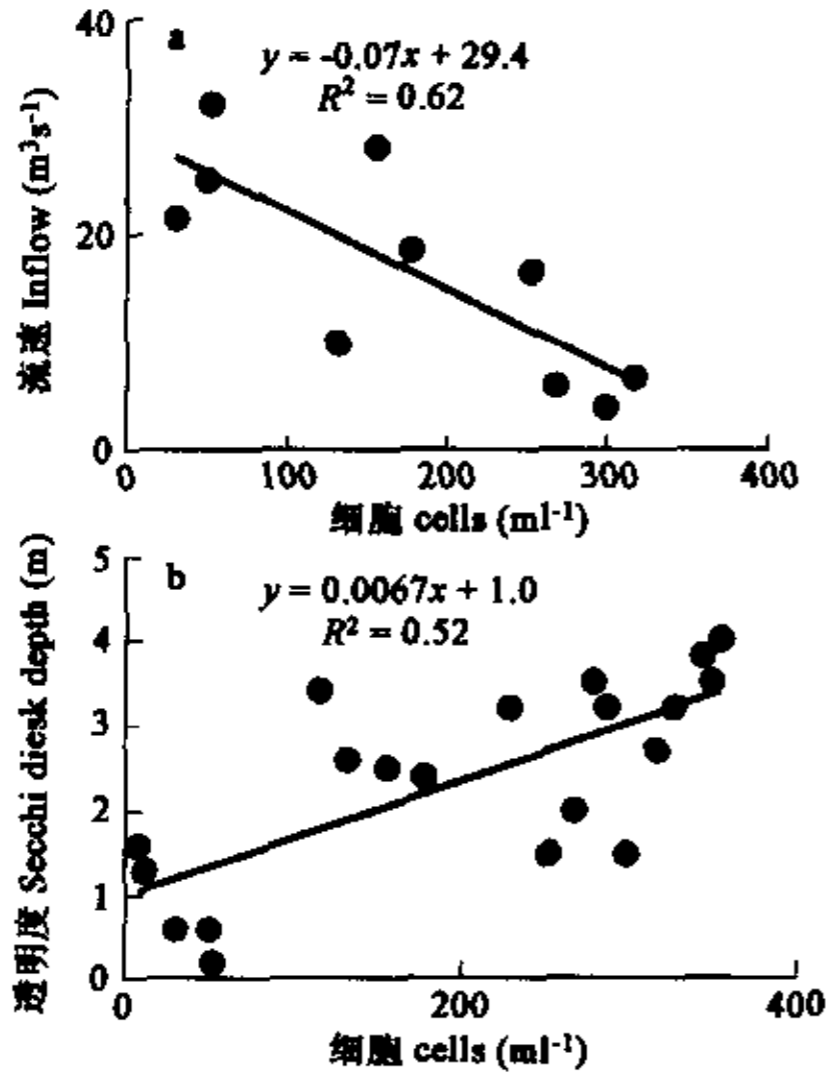 40
a
y = -0.07x + 29.4
R² = 0.62
流速 Inflow (m³s⁻¹)
20
0
0 100 200 300 400
细胞 cells (ml⁻¹)
5
b
y = 0.0067x + 1.0
R² = 0.52
透明度 Secchi diesk depth (m)
4
3
2
1
0
0 200 400
细胞 cells (ml⁻¹)